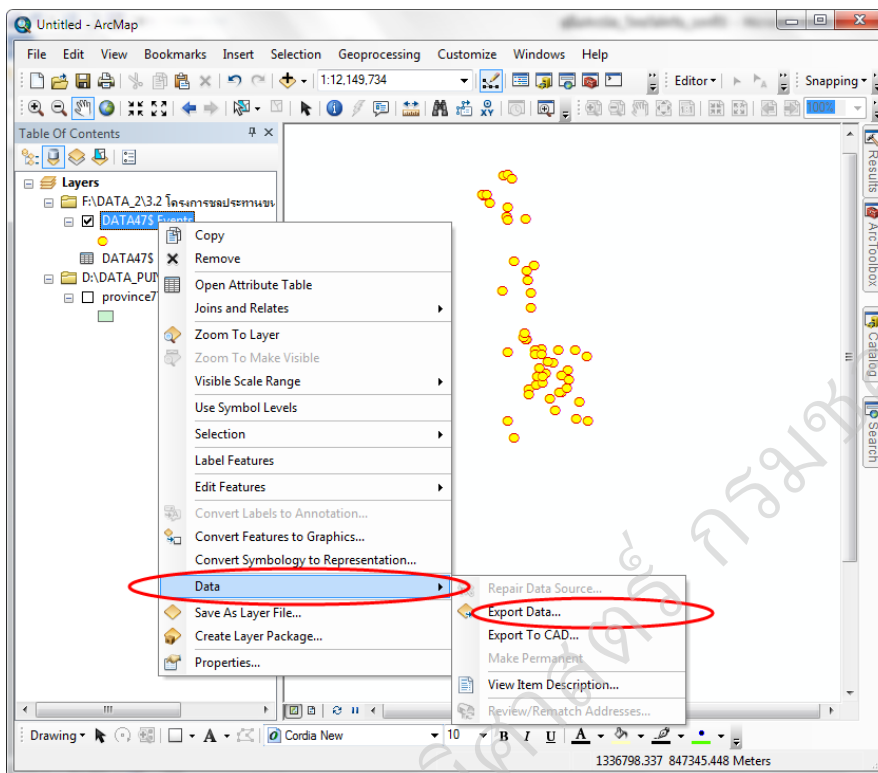 Untitled - ArcMap
File Edit View Bookmarks Insert Selection Geoprocessing Customize Windows Help
1:12,149,734 Editor Snapping
100%
Table Of Contents
Layers
F:\DATA_2\3.2 โครงการชลประทานขน
DATA47$ Events
DATA47$
D:\DATA_PUI
province7
Copy
Remove
Open Attribute Table
Joins and Relates
Zoom To Layer
Zoom To Make Visible
Visible Scale Range
Use Symbol Levels
Selection
Label Features
Edit Features
Convert Labels to Annotation...
Convert Features to Graphics...
Convert Symbology to Representation...
Data
Save As Layer File...
Create Layer Package...
Properties...
Repair Data Source...
Export Data...
Export To CAD...
Make Permanent
View Item Description...
Review/Rematch Addresses...
Results
ArcToolbox
Catalog
Search
Drawing A Cordia New 10 B I U A
1336798.337 847345.448 Meters